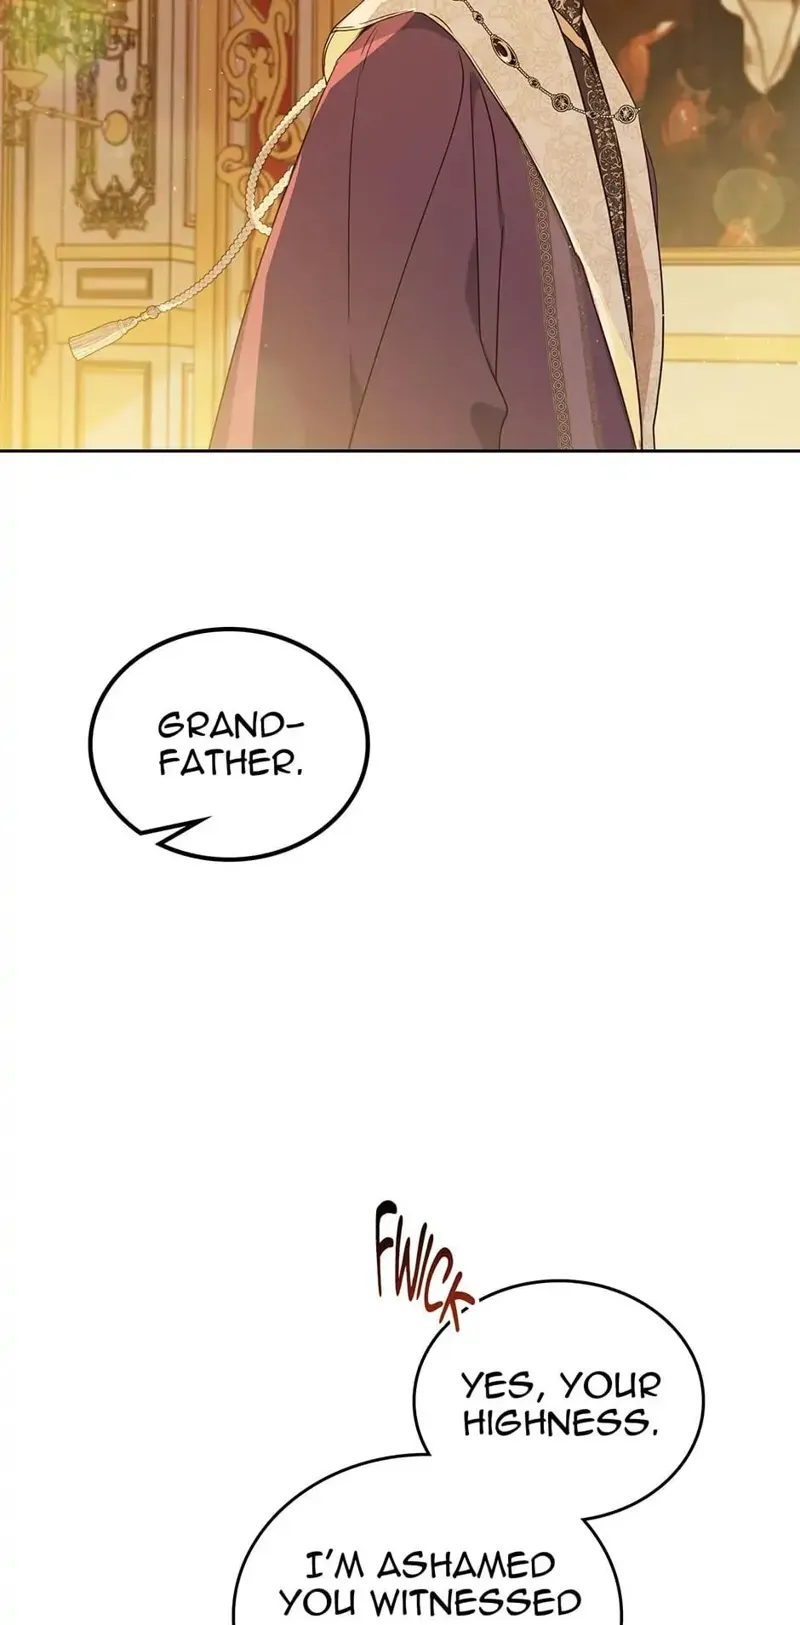 GRAND-
FATHER.
FWICK
YES, YOUR
HIGHNESS.
I'M ASHAMED
YOU WITNESSED